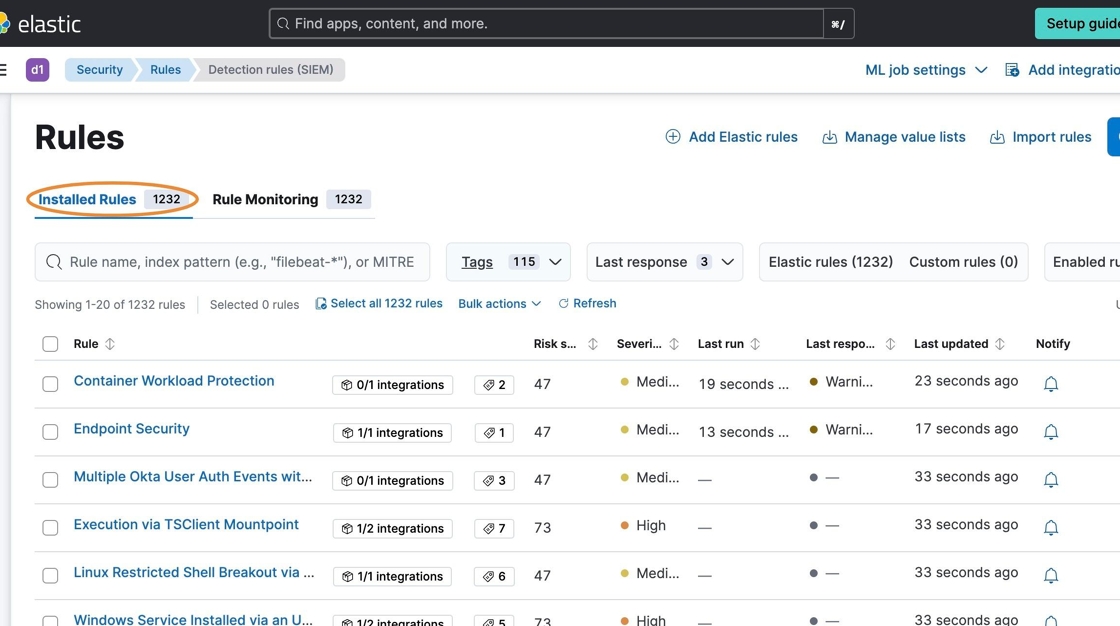 elastic
Find apps, content, and more.
⌘/
Setup guide
d1
Security
Rules
Detection rules (SIEM)
ML job settings
Add integratio
Rules
Add Elastic rules
Manage value lists
Import rules
Installed Rules 1232
Rule Monitoring 1232
Rule name, index pattern (e.g., "filebeat-*"), or MITRE
Tags 115
Last response 3
Elastic rules (1232)
Custom rules (0)
Enabled ru
Showing 1-20 of 1232 rules
Selected 0 rules
Select all 1232 rules
Bulk actions
Refresh
U
Rule
Risk s...
Severi...
Last run
Last respo...
Last updated
Notify
Container Workload Protection 0/1 integrations 2 47 Medi... 19 seconds ... Warni... 23 seconds ago
Endpoint Security 1/1 integrations 1 47 Medi... 13 seconds ... Warni... 17 seconds ago
Multiple Okta User Auth Events wit... 0/1 integrations 3 47 Medi... — — 33 seconds ago
Execution via TSClient Mountpoint 1/2 integrations 7 73 High — — 33 seconds ago
Linux Restricted Shell Breakout via ... 1/1 integrations 6 47 Medi... — — 33 seconds ago
Windows Service Installed via an U... 1/2 integrations 5 73 High — — 33 seconds ago